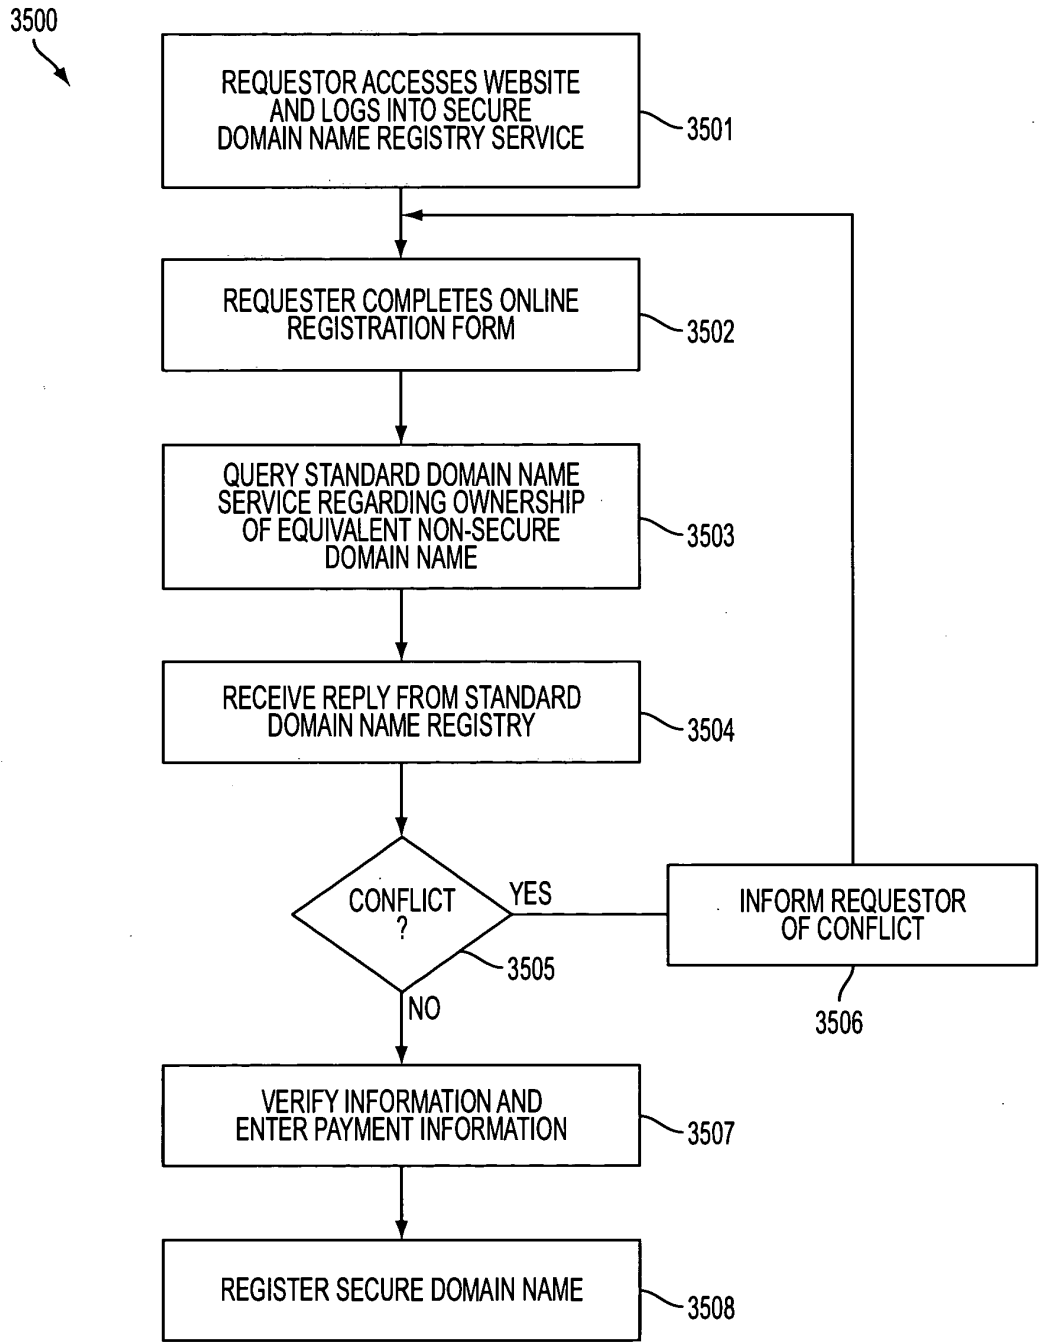 3500
REQUESTOR ACCESSES WEBSITE
AND LOGS INTO SECURE
DOMAIN NAME REGISTRY SERVICE
3501
REQUESTER COMPLETES ONLINE
REGISTRATION FORM
3502
QUERY STANDARD DOMAIN NAME
SERVICE REGARDING OWNERSHIP
OF EQUIVALENT NON-SECURE
DOMAIN NAME
3503
RECEIVE REPLY FROM STANDARD
DOMAIN NAME REGISTRY
3504
CONFLICT
?
YES
3505
NO
INFORM REQUESTOR
OF CONFLICT
3506
VERIFY INFORMATION AND
ENTER PAYMENT INFORMATION
3507
REGISTER SECURE DOMAIN NAME
3508